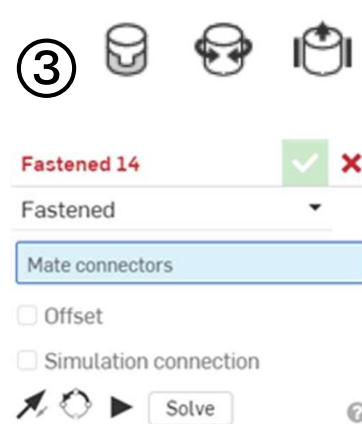 ③
Fastened 14
Fastened
Mate connectors
Offset
Simulation connection
Solve
?